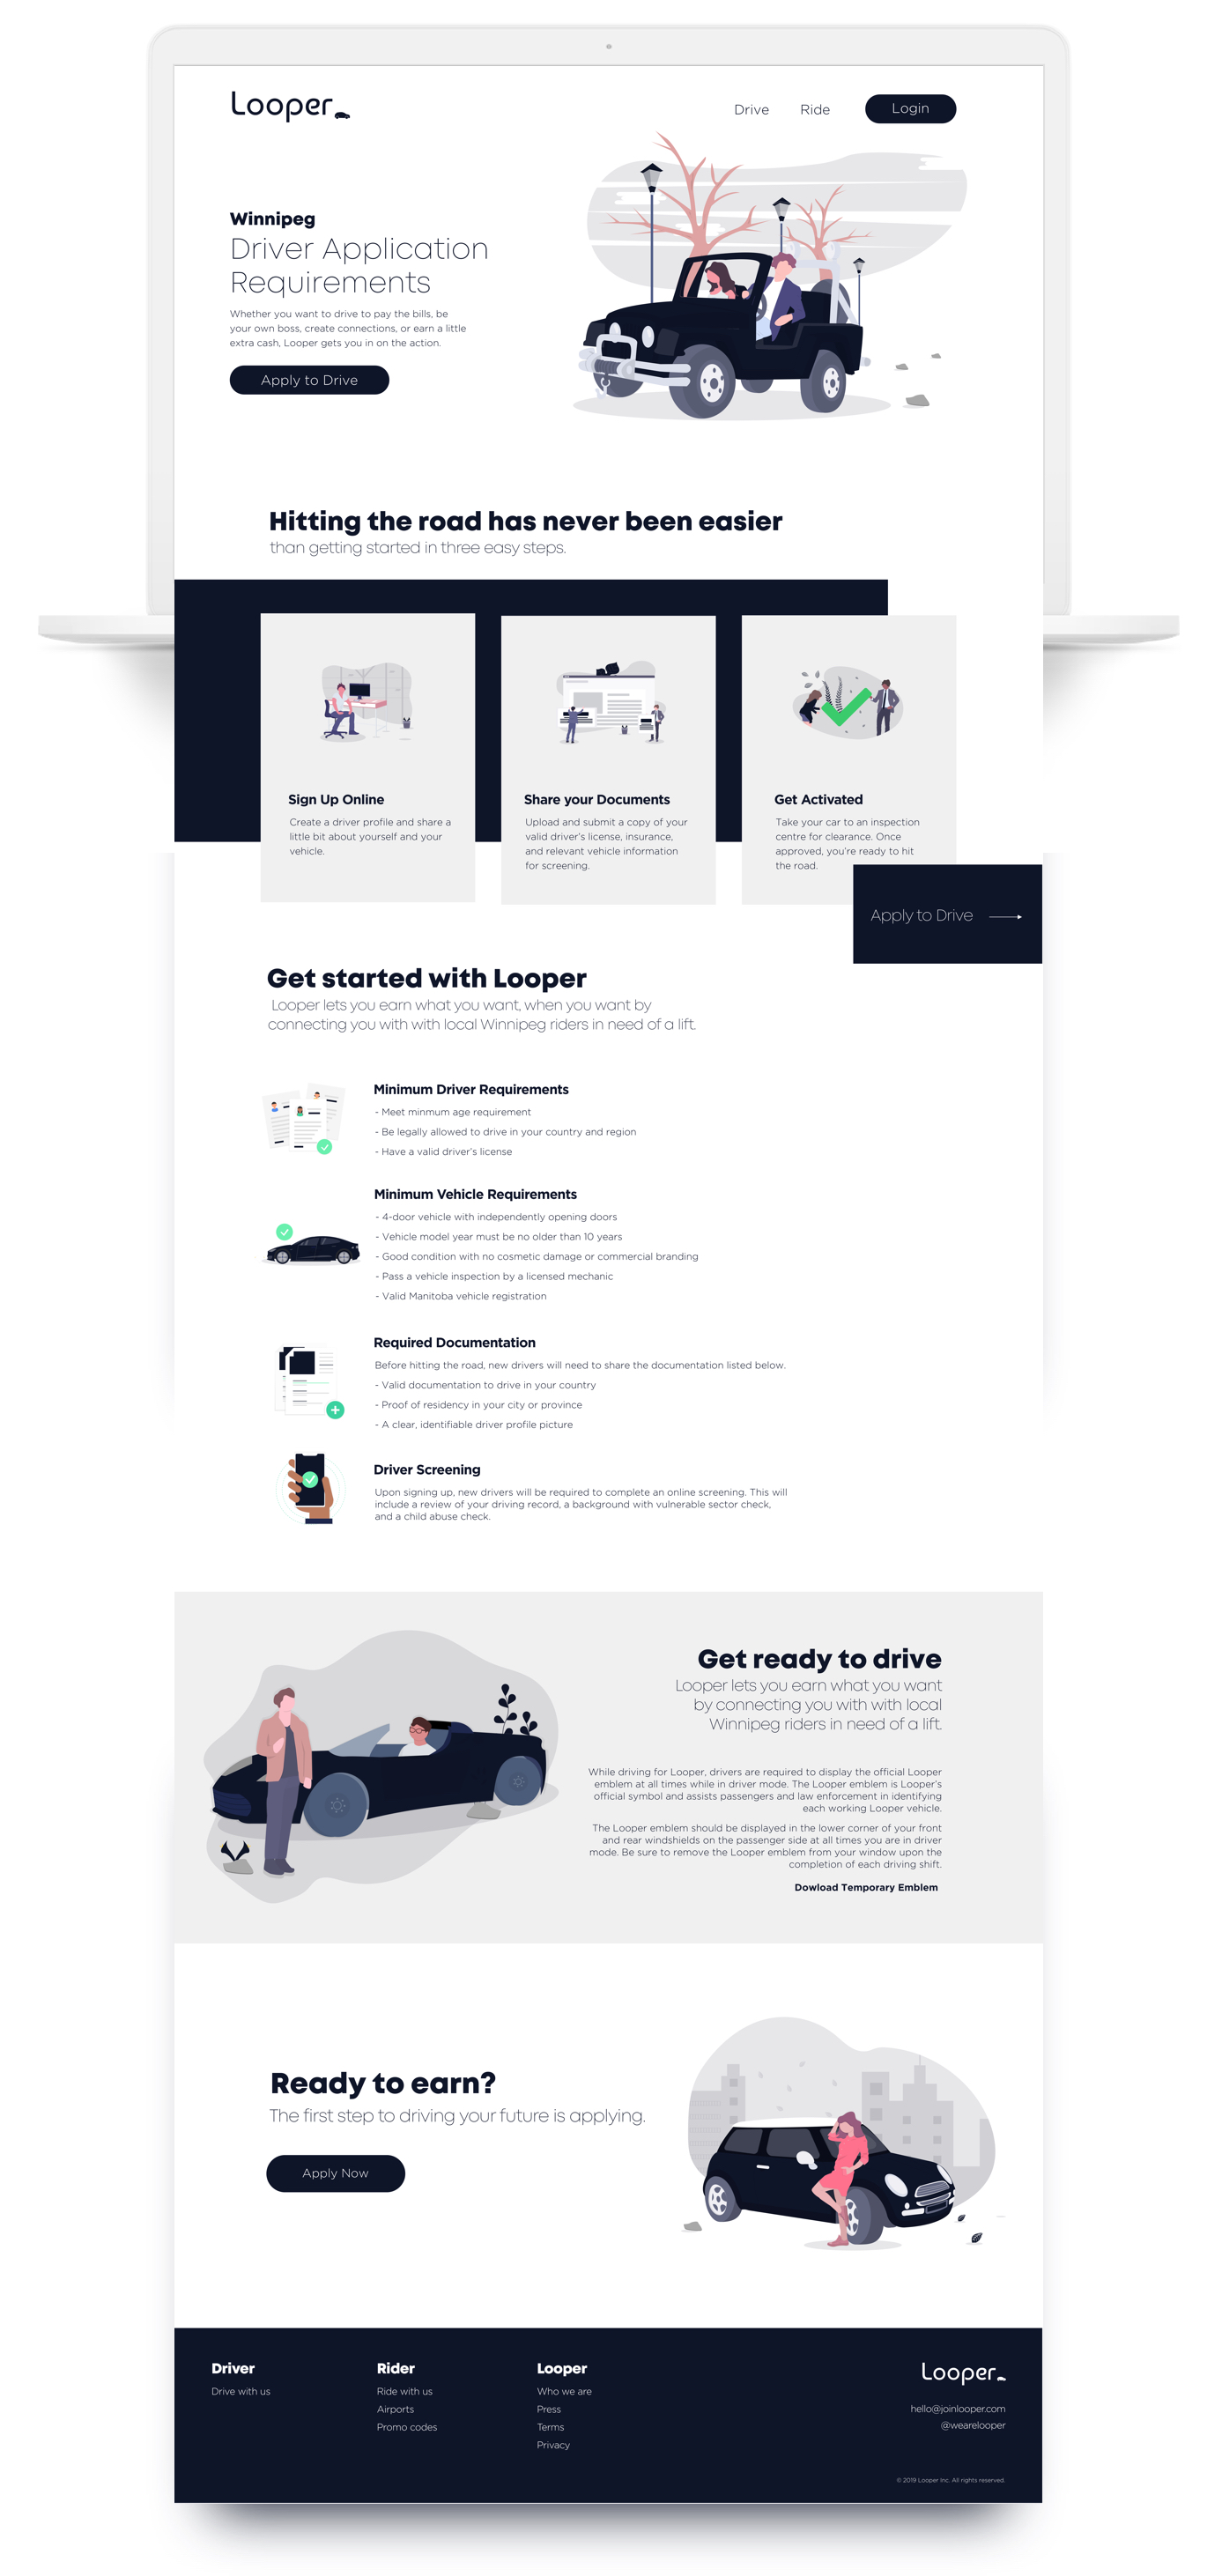 Looper
Drive
Ride
Login
Winnipeg
Driver Application
Requirements
Whether you want to drive to pay the bills, be
your own boss, create connections, or earn a little
extra cash, Looper gets you in on the action.
Apply to Drive
Hitting the road has never been easier
than getting started in three easy steps.
Sign Up Online
Create a driver profile and share a
little bit about yourself and your
vehicle.
Share your Documents
Upload and submit a copy of your
valid driver's license, insurance,
and relevant vehicle information
for screening.
Get Activated
Take your car to an inspection
centre for clearance. Once
approved, you're ready to hit
the road.
Apply to Drive
Get started with Looper
Looper lets you earn what you want, when you want by
connecting you with with local Winnipeg riders in need of a lift.
Minimum Driver Requirements
- Meet minmum age requirement
- Be legally allowed to drive in your country and region
- Have a valid driver's license
Minimum Vehicle Requirements
- 4-door vehicle with independently opening doors
- Vehicle model year must be no older than 10 years
- Good condition with no cosmetic damage or commercial branding
- Pass a vehicle inspection by a licensed mechanic
- Valid Manitoba vehicle registration
Required Documentation
Before hitting the road, new drivers will need to share the documentation listed below.
- Valid documentation to drive in your country
- Proof of residency in your city or province
- A clear, identifiable driver profile picture
Driver Screening
Upon signing up, new drivers will be required to complete an online screening. This will
include a review of your driving record, a background with vulnerable sector check,
and a child abuse check.
Get ready to drive
Looper lets you earn what you want
by connecting you with with local
Winnipeg riders in need of a lift.
While driving for Looper, drivers are required to display the official Looper
emblem at all times while in driver mode. The Looper emblem is Looper's
official symbol and assists passengers and law enforcement in identifying
each working Looper vehicle.
The Looper emblem should be displayed in the lower corner of your front
and rear windshields on the passenger side at all times you are in driver
mode. Be sure to remove the Looper emblem from your window upon the
completion of each driving shift.
Dowload Temporary Emblem
Ready to earn?
The first step to driving your future is applying.
Apply Now
Driver
Drive with us
Rider
Ride with us
Airports
Promo codes
Looper
Who we are
Press
Terms
Privacy
Looper
hello@joinlooper.com
@wearelooper
© 2019 Looper Inc. All rights reserved.